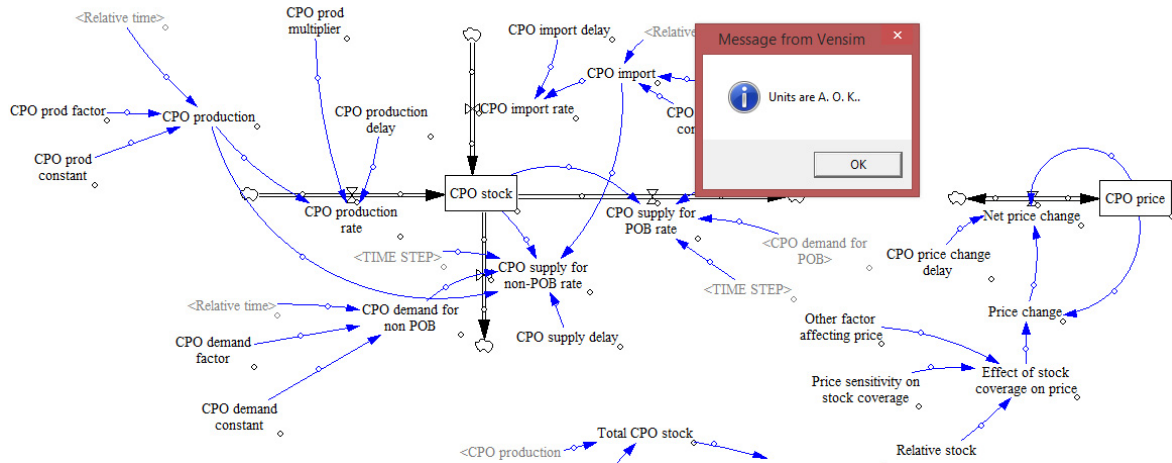 <Relative time>
CPO prod
multiplier
CPO import delay
<Relative
Message from Vensim
Units are A. O. K..
OK
CPO import
CPO prod factor
CPO production
CPO production
delay
CPO import rate
CPO
con
CPO prod
constant
CPO stock
CPO price
CPO production
rate
CPO supply for
POB rate
Net price change
<TIME STEP>
CPO supply for
non-POB rate
<CPO demand for
POB>
CPO price change
delay
<TIME STEP>
<Relative time>
CPO demand for
non POB
Price change
CPO demand
factor
CPO supply delay
Other factor
affecting price
Price sensitivity on
stock coverage
Effect of stock
coverage on price
CPO demand
constant
Total CPO stock
<CPO production
Relative stock